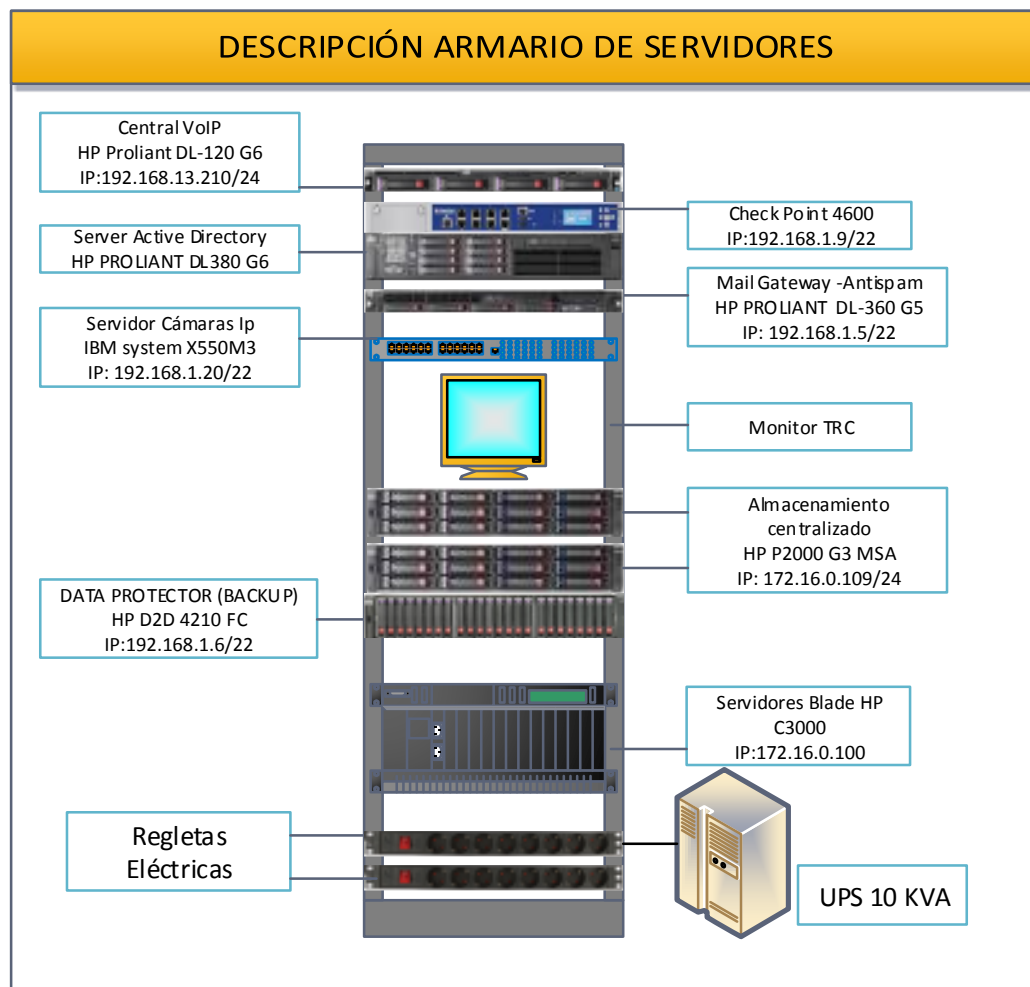 DESCRIPCIÓN ARMARIO DE SERVIDORES
Central VoIP
HP Proliant DL-120 G6
IP:192.168.13.210/24
Check Point 4600
IP:192.168.1.9/22
Server Active Directory
HP PROLIANT DL380 G6
Mail Gateway -Antispam
HP PROLIANT DL-360 G5
IP: 192.168.1.5/22
Servidor Cámaras Ip
IBM system X550M3
IP: 192.168.1.20/22
Monitor TRC
Almacenamiento
centralizado
HP P2000 G3 MSA
IP: 172.16.0.109/24
DATA PROTECTOR (BACKUP)
HP D2D 4210 FC
IP:192.168.1.6/22
Servidores Blade HP
C3000
IP:172.16.0.100
Regletas
Eléctricas
UPS 10 KVA